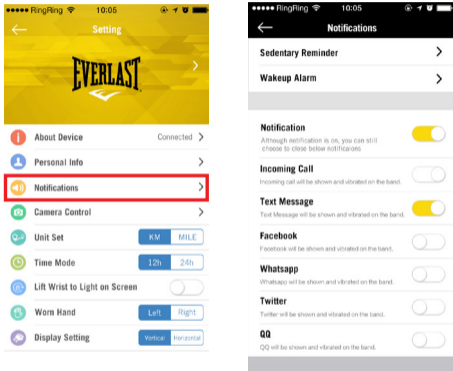 RingRing 10:05
Setting
EVERLAST
About Device Connected
Personal Info
Notifications
Camera Control
Unit Set KM MILE
Time Mode 12h 24h
Lift Wrist to Light on Screen
Worn Hand Left Right
Display Setting Vertical Horizontal
RingRing 10:05
Notifications
Sedentary Reminder
Wakeup Alarm
Notification
Although notification is on, you can still
choose to close below notifications
Incoming Call
Incoming call will be shown and vibrated on the band.
Text Message
Text Message will be shown and vibrated on the band.
Facebook
Facebook will be shown and vibrated on the band.
Whatsapp
Whatsapp will be shown and vibrated on the band.
Twitter
Twitter will be shown and vibrated on the band.
QQ
QQ will be shown and vibrated on the band.